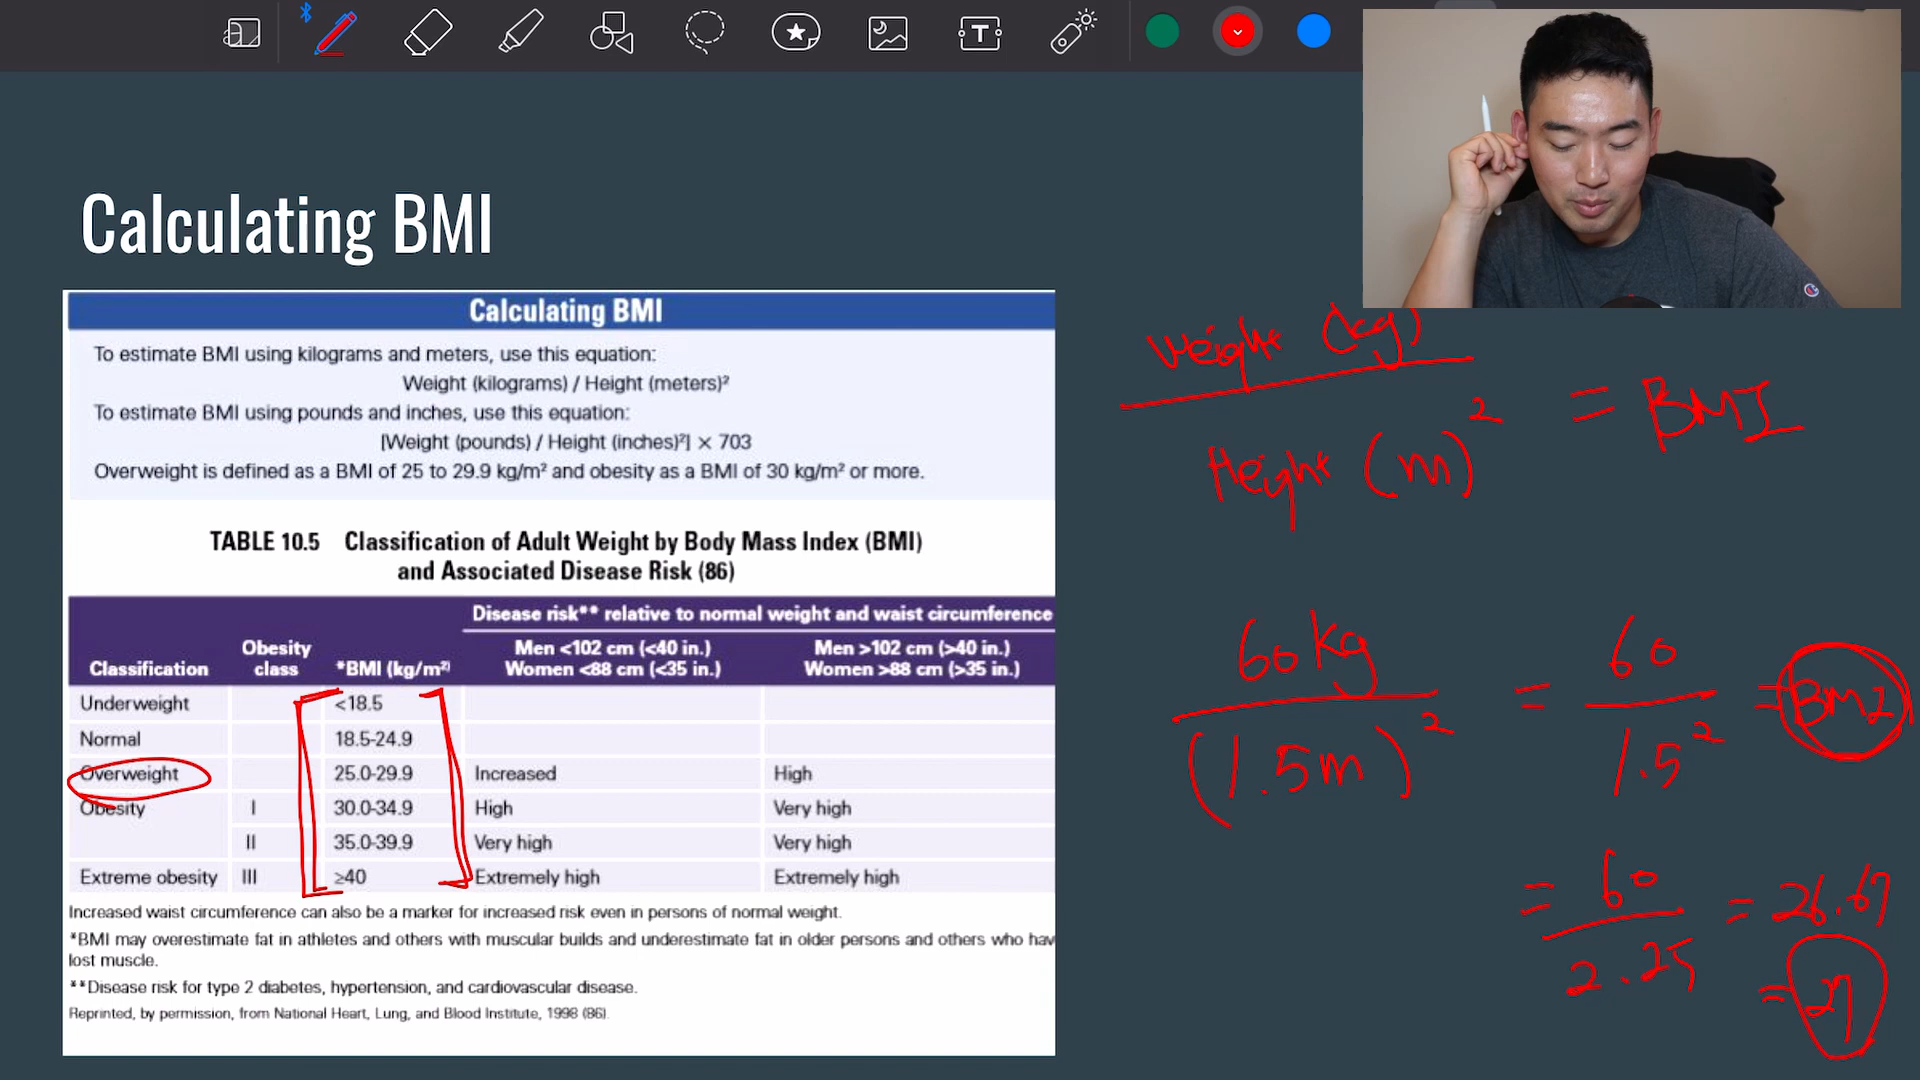 Calculating BMI
Calculating BMI
To estimate BMI using kilograms and meters, use this equation:
Weight (kilograms) / Height (meters)²
To estimate BMI using pounds and inches, use this equation:
[Weight (pounds) / Height (inches)²] × 703
Overweight is defined as a BMI of 25 to 29.9 kg/m² and obesity as a BMI of 30 kg/m² or more.
TABLE 10.5 Classification of Adult Weight by Body Mass Index (BMI)
and Associated Disease Risk (86)
Disease risk** relative to normal weight and waist circumference
Classification Obesity class *BMI (kg/m²) Men <102 cm (<40 in.) Women <88 cm (<35 in.) Men >102 cm (>40 in.) Women >88 cm (>35 in.)
Underweight <18.5
Normal 18.5-24.9
Overweight 25.0-29.9 Increased High
Obesity I 30.0-34.9 High Very high
II 35.0-39.9 Very high Very high
Extreme obesity III ≥40 Extremely high Extremely high
Increased waist circumference can also be a marker for increased risk even in persons of normal weight.
*BMI may overestimate fat in athletes and others with muscular builds and underestimate fat in older persons and others who hav
lost muscle.
**Disease risk for type 2 diabetes, hypertension, and cardiovascular disease.
Reprinted, by permission, from National Heart, Lung, and Blood Institute, 1998 (86).
Weight (kg)
Height (m)² = BMI
60kg
(1.5m)²
= 60
1.5²
= BMI
= 60
2.25
= 26.67
= 27